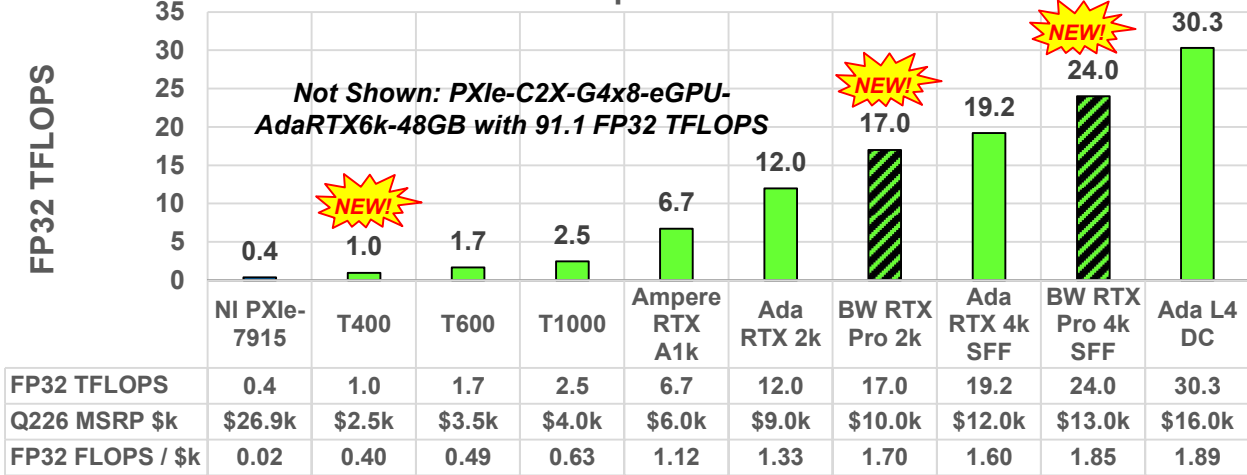 35
30
25
20
15
10
5
0
FP32 TFLOPS
Not Shown: PXIe-C2X-G4x8-eGPU-
AdaRTX6k-48GB with 91.1 FP32 TFLOPS
NEW!
NEW!
NEW!
0.4
1.0
1.7
2.5
6.7
12.0
17.0
19.2
24.0
30.3
NI PXIe-
7915
T400
T600
T1000
Ampere
RTX
A1k
Ada
RTX 2k
BW RTX
Pro 2k
Ada
RTX 4k
SFF
BW RTX
Pro 4k
SFF
Ada L4
DC
FP32 TFLOPS 0.4 1.0 1.7 2.5 6.7 12.0 17.0 19.2 24.0 30.3
Q226 MSRP $k $26.9k $2.5k $3.5k $4.0k $6.0k $9.0k $10.0k $12.0k $13.0k $16.0k
FP32 FLOPS / $k 0.02 0.40 0.49 0.63 1.12 1.33 1.70 1.60 1.85 1.89